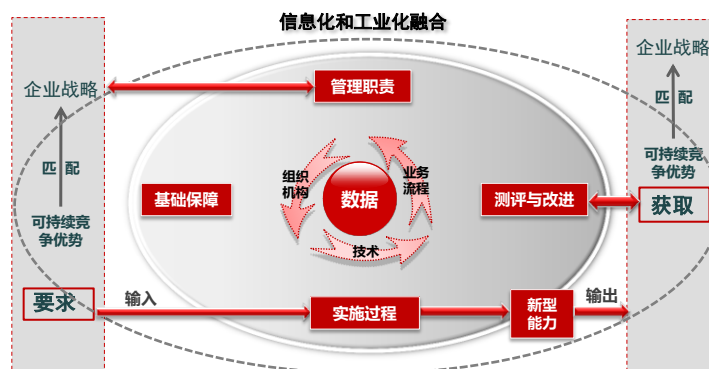 信息化和工业化融合
企业战略
匹 配
可持续竞
争优势
要求
输入
管理职责
基础保障
组织
机构
数据
业务
流程
技术
测评与改进
实施过程
新型
能力
输出
企业战略
匹 配
可持续竞
争优势
获取